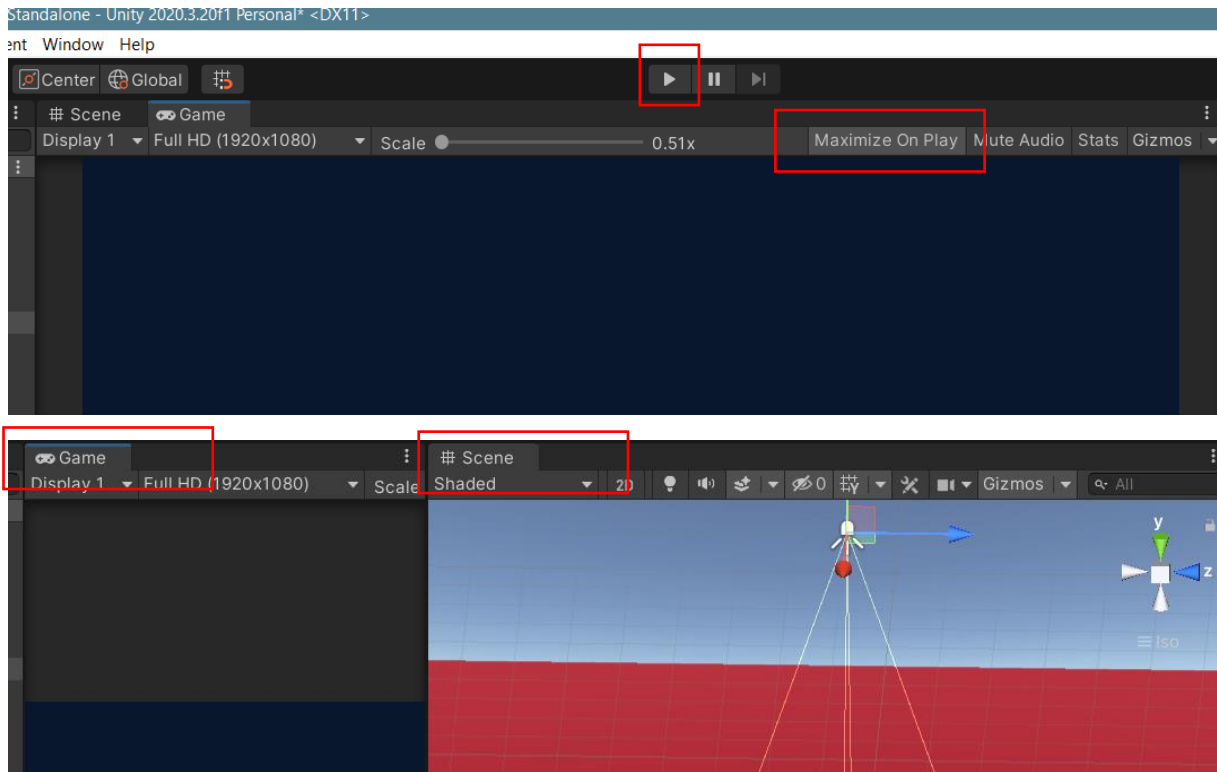 Standalone - Unity 2020.3.20f1 Personal* <DX11>
ent Window Help
Center Global
Scene Game
Display 1 Full HD (1920x1080) Scale 0.51x Maximize On Play Mute Audio Stats Gizmos
Game Scene
Display 1 Full HD (1920x1080) Scale Shaded 2D 0 Gizmos All
y
z
Iso